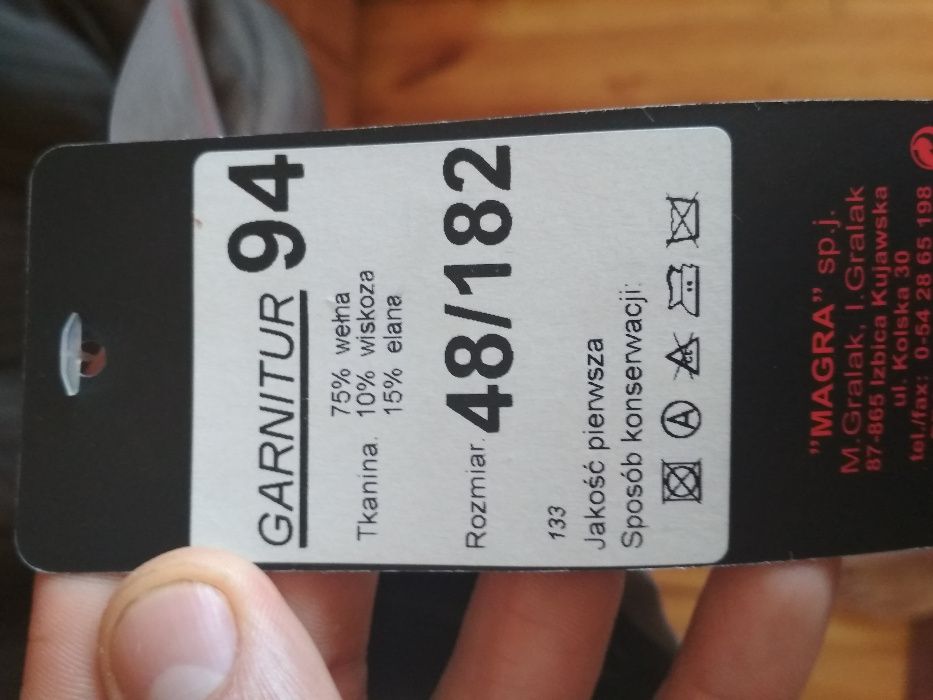 GARNITUR 94
Tkanina. 75% wełna
10% wiskoza
15% elana
Rozmiar. 48/182
133
Jakość pierwsza
Sposób konserwacji:
A
"MAGRA" sp.j.
M.Gralak, I.Gralak
87-865 Izbica Kujawska
ul. Kolska 30
tel./fax: 0-54 28 65 198